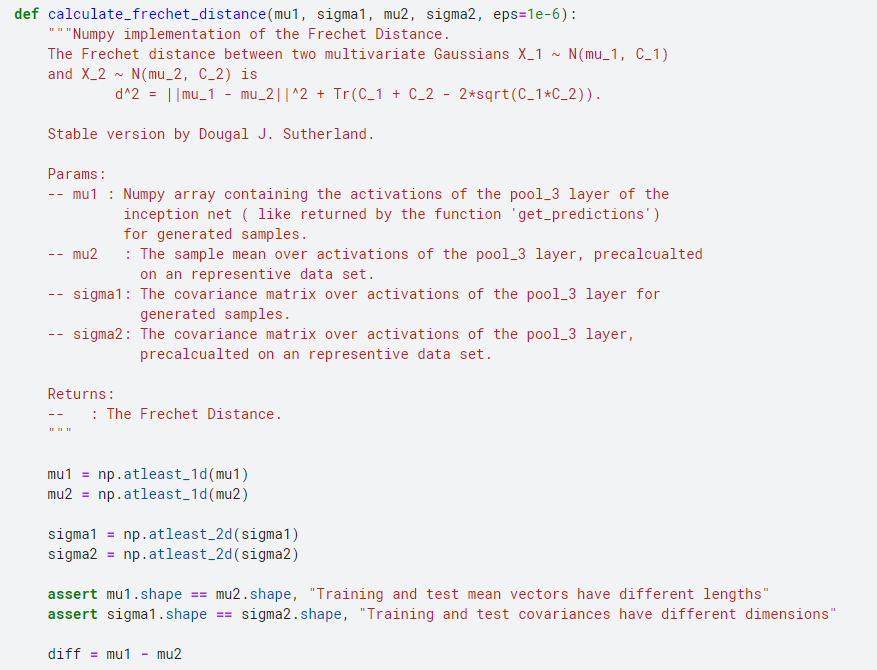 def calculate_frechet_distance(mu1, sigma1, mu2, sigma2, eps=1e-6):
    """Numpy implementation of the Frechet Distance.
    The Frechet distance between two multivariate Gaussians X_1 ~ N(mu_1, C_1)
    and X_2 ~ N(mu_2, C_2) is
            d^2 = ||mu_1 - mu_2||^2 + Tr(C_1 + C_2 - 2*sqrt(C_1*C_2)).
    Stable version by Dougal J. Sutherland.
    Params:
    -- mu1 : Numpy array containing the activations of the pool_3 layer of the
             inception net ( like returned by the function 'get_predictions')
             for generated samples.
    -- mu2   : The sample mean over activations of the pool_3 layer, precalcualted
               on an representive data set.
    -- sigma1: The covariance matrix over activations of the pool_3 layer for
               generated samples.
    -- sigma2: The covariance matrix over activations of the pool_3 layer,
               precalcualted on an representive data set.
    Returns:
    --   : The Frechet Distance.
    """
    mu1 = np.atleast_1d(mu1)
    mu2 = np.atleast_1d(mu2)
    sigma1 = np.atleast_2d(sigma1)
    sigma2 = np.atleast_2d(sigma2)
    assert mu1.shape == mu2.shape, "Training and test mean vectors have different lengths"
    assert sigma1.shape == sigma2.shape, "Training and test covariances have different dimensions"
    diff = mu1 - mu2